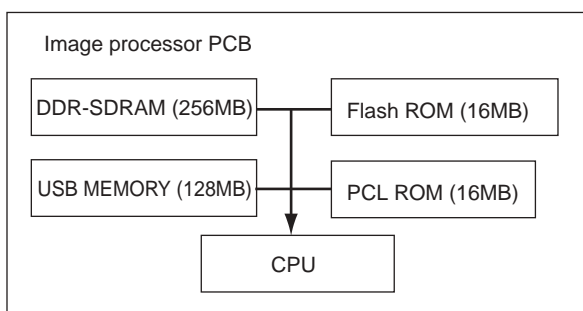 Image processor PCB
DDR-SDRAM (256MB)
Flash ROM (16MB)
USB MEMORY (128MB)
PCL ROM (16MB)
CPU